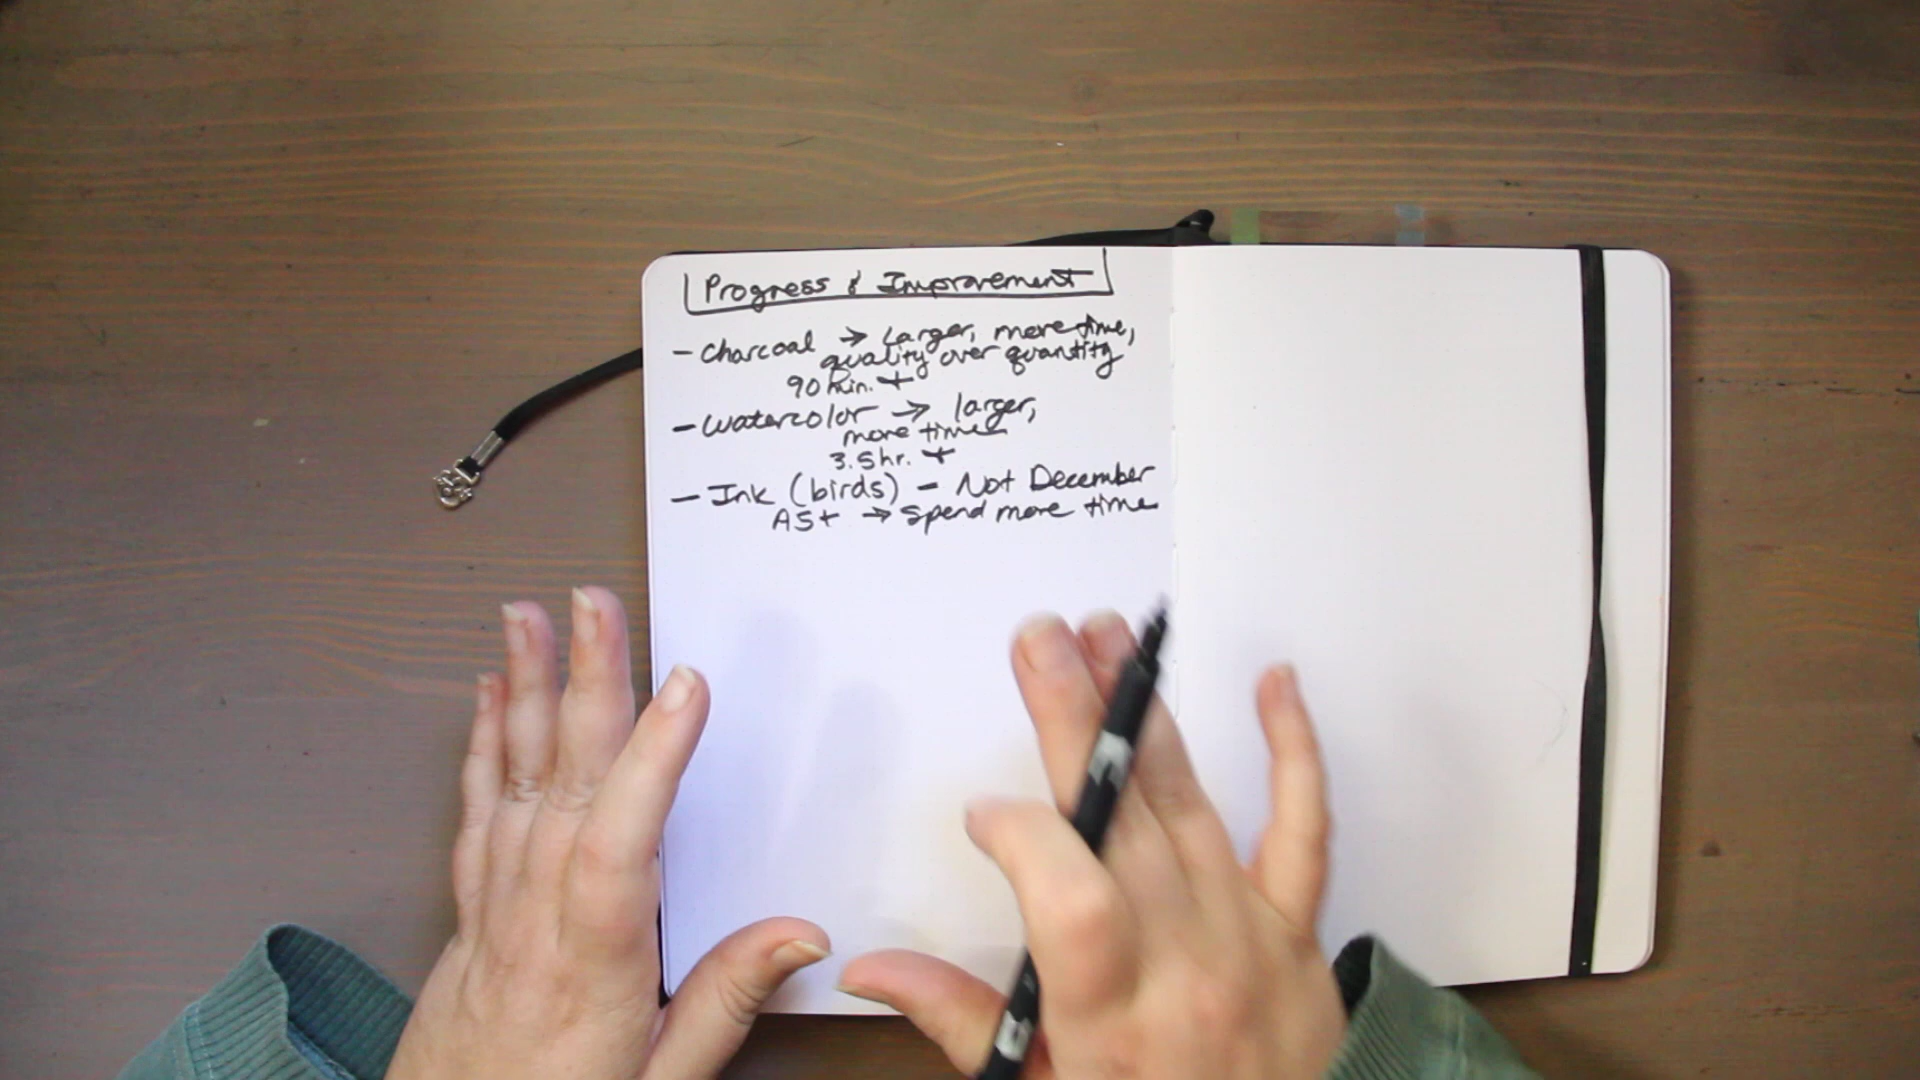 Progress & Improvement
- Charcoal → Larger, more time,
quality over quantity
90 min. +
- Watercolor → larger,
more time
3.5hr. +
- Ink (birds) - Not December
A5+ → spend more time